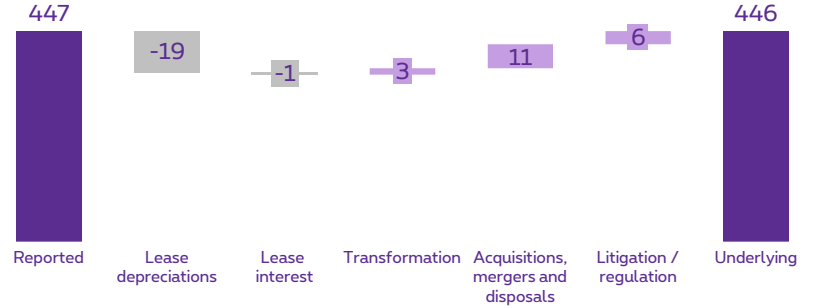 447
-19
-1
3
11
6
446
Reported
Lease
depreciations
Lease
interest
Transformation
Acquisitions,
mergers and
disposals
Litigation /
regulation
Underlying